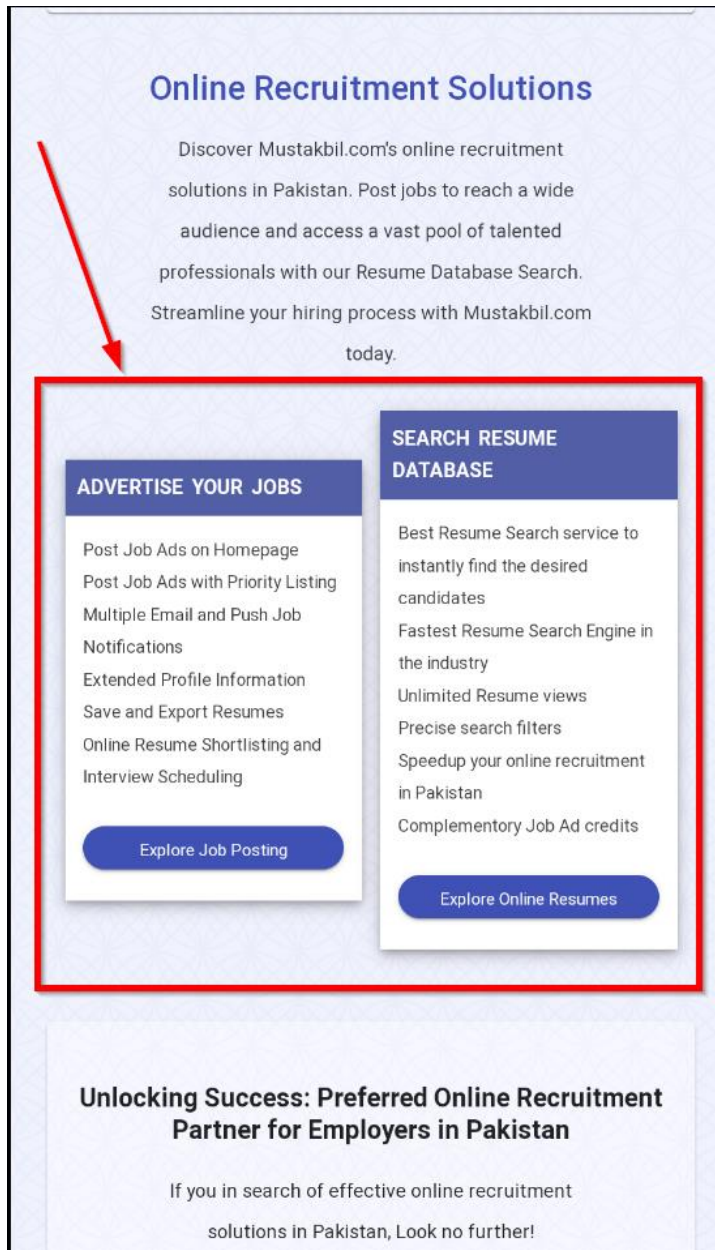 Online Recruitment Solutions
Discover Mustakbil.com's online recruitment
solutions in Pakistan. Post jobs to reach a wide
audience and access a vast pool of talented
professionals with our Resume Database Search.
Streamline your hiring process with Mustakbil.com
today.
ADVERTISE YOUR JOBS
Post Job Ads on Homepage
Post Job Ads with Priority Listing
Multiple Email and Push Job
Notifications
Extended Profile Information
Save and Export Resumes
Online Resume Shortlisting and
Interview Scheduling
Explore Job Posting
SEARCH RESUME
DATABASE
Best Resume Search service to
instantly find the desired
candidates
Fastest Resume Search Engine in
the industry
Unlimited Resume views
Precise search filters
Speedup your online recruitment
in Pakistan
Complementory Job Ad credits
Explore Online Resumes
Unlocking Success: Preferred Online Recruitment
Partner for Employers in Pakistan
If you in search of effective online recruitment
solutions in Pakistan, Look no further!